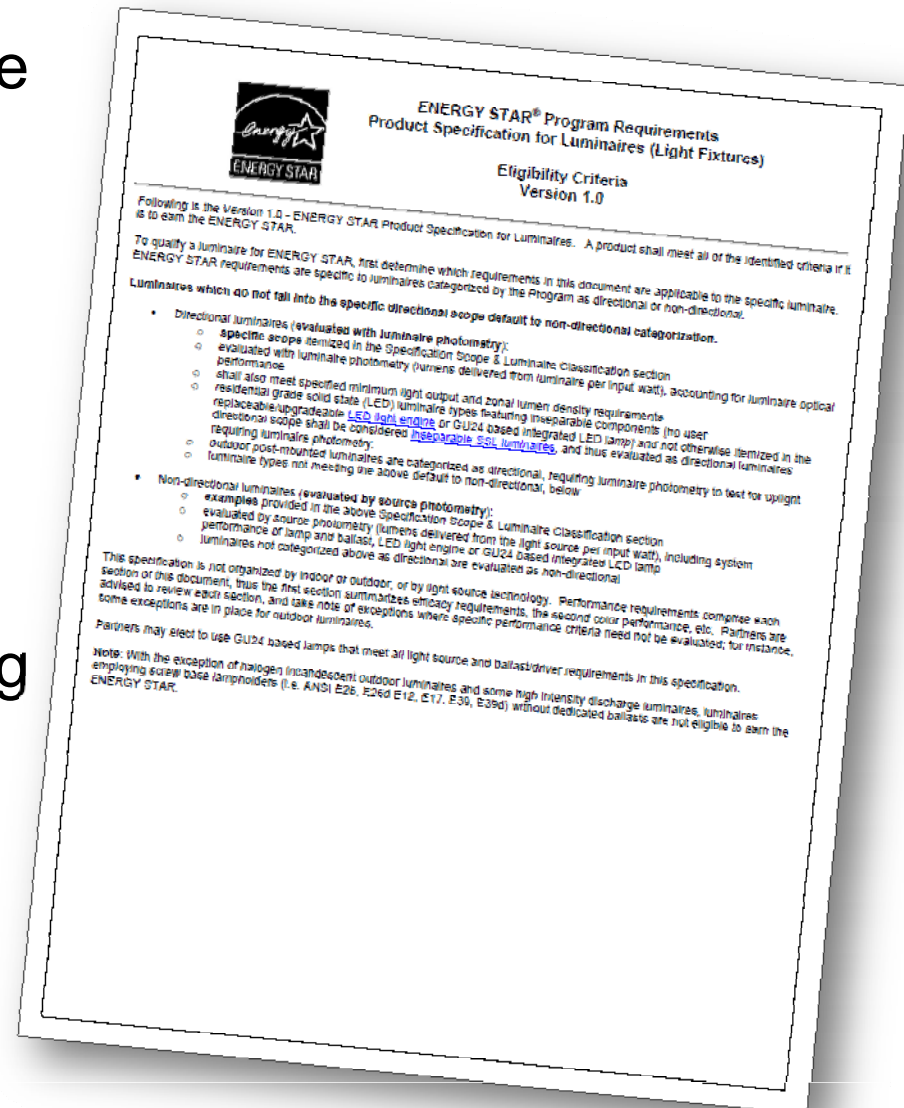 e
g
energy
ENERGY STAR
ENERGY STAR® Program Requirements
Product Specification for Luminaires (Light Fixtures)
Eligibility Criteria
Version 1.0
Following is the Version 1.0 - ENERGY STAR Product Specification for Luminaires. A product shall meet all of the identified criteria if it
is to earn the ENERGY STAR.
To qualify a luminaire for ENERGY STAR, first determine which requirements in this document are applicable to the specific luminaire.
ENERGY STAR requirements are specific to luminaires categorized by the Program as directional or non-directional.
Luminaires which do not fall into the specific directional scope default to non-directional categorization.
• Directional luminaires (evaluated with luminaire photometry):
o specific scope itemized in the Specification Scope & Luminaire Classification section
o evaluated with luminaire photometry (lumens delivered from luminaire per input watt), accounting for luminaire optical
performance
o shall also meet specified minimum light output and zonal lumen density requirements
o residential grade solid state (LED) luminaire types featuring inseparable components (no user
replaceable/upgradeable LED light engine or GU24 based integrated LED lamp) and not otherwise itemized in the
directional scope shall be considered inseparable SSL luminaires, and thus evaluated as directional luminaires
requiring luminaire photometry.
o outdoor post-mounted luminaires are categorized as directional, requiring luminaire photometry to test for uplight
o luminaire types not meeting the above default to non-directional, below
• Non-directional luminaires (evaluated by source photometry):
o examples provided in the above Specification Scope & Luminaire Classification section
o evaluated by source photometry (lumens delivered from the light source per input watt), including system
performance of lamp and ballast, LED light engine or GU24 based integrated LED lamp
o luminaires not categorized above as directional are evaluated as non-directional
This specification is not organized by indoor or outdoor, or by light source technology. Performance requirements comprise each
section of this document, thus the first section summarizes efficacy requirements, the second color performance, etc. Partners are
advised to review each section, and take note of exceptions where specific performance criteria need not be evaluated; for instance,
some exceptions are in place for outdoor luminaires.
Partners may elect to use GU24 based lamps that meet all light source and ballast/driver requirements in this specification.
Note: With the exception of halogen incandescent outdoor luminaires and some high intensity discharge luminaires, luminaires
employing screw base lampholders (i.e. ANSI E26, E26d E12, E17, E39, E39d) without dedicated ballasts are not eligible to earn the
ENERGY STAR.